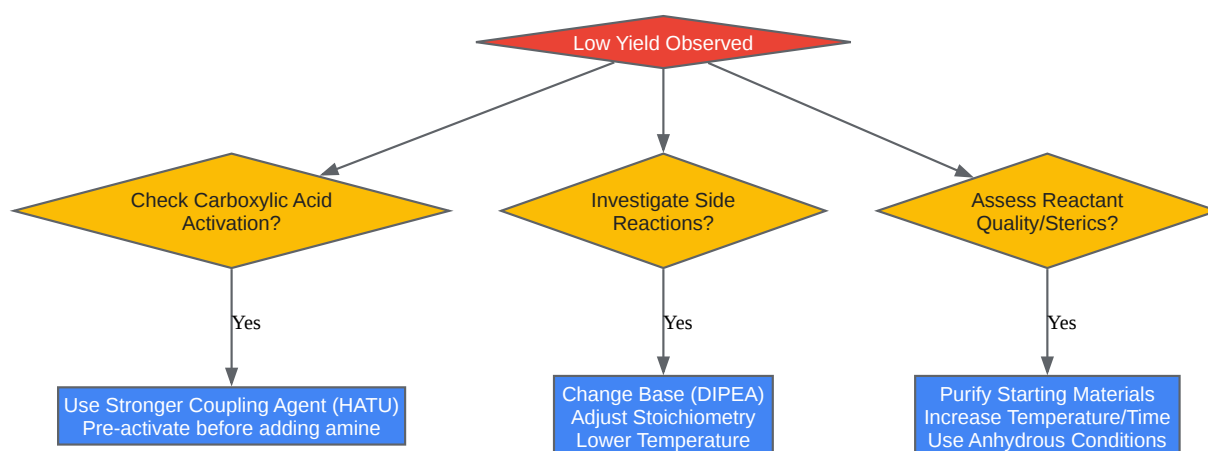 Low Yield Observed
Check Carboxylic Acid
Activation?
Investigate Side
Reactions?
Assess Reactant
Quality/Sterics?
Yes
Yes
Yes
Use Stronger Coupling Agent (HATU)
Pre-activate before adding amine
Change Base (DIPEA)
Adjust Stoichiometry
Lower Temperature
Purify Starting Materials
Increase Temperature/Time
Use Anhydrous Conditions